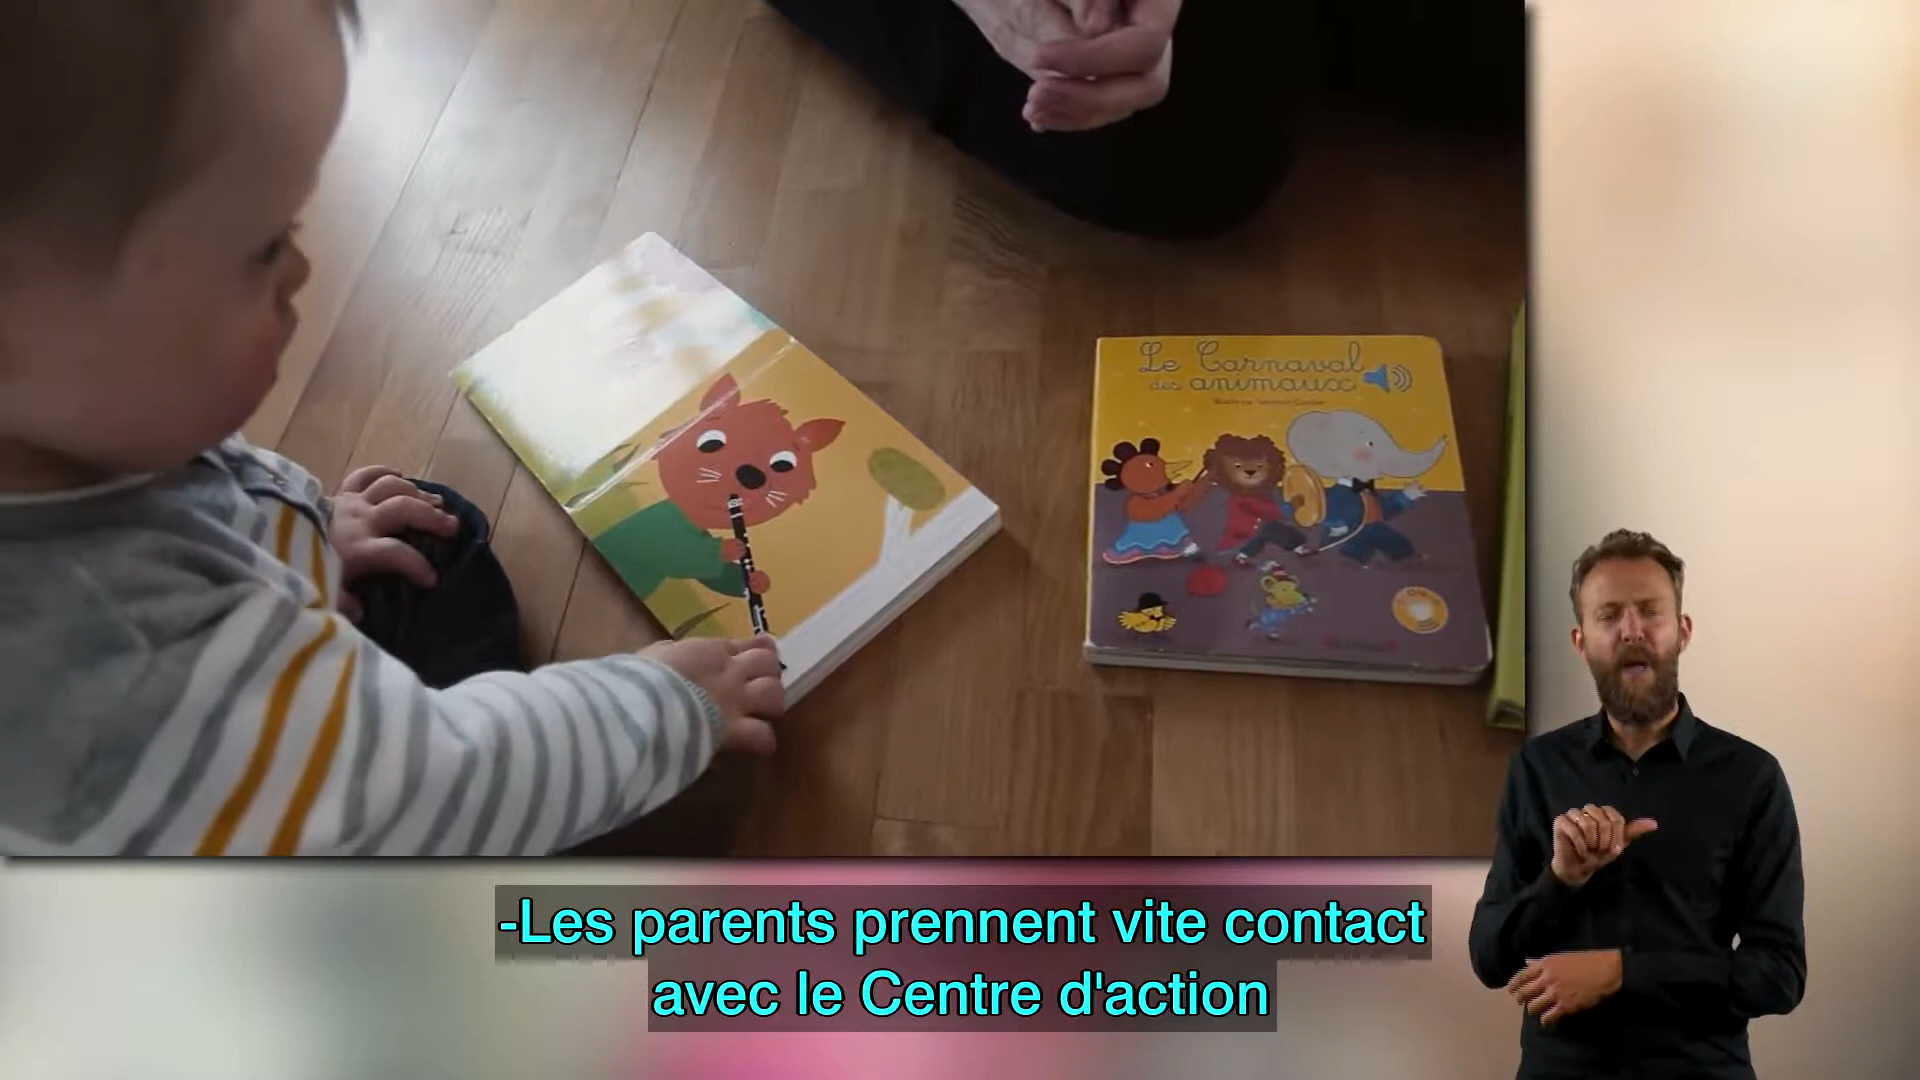 Le Carnaval
des animaux
-Les parents prennent vite contact
avec le Centre d'action